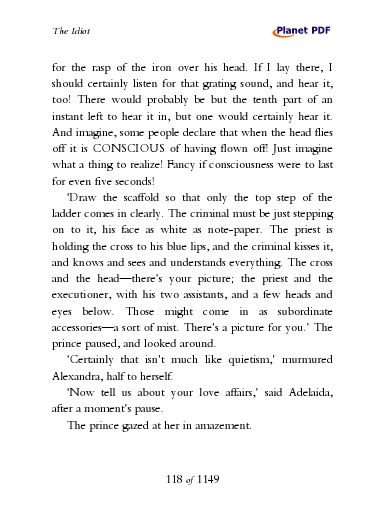 The Idiot
Planet PDF
for the rasp of the iron over his head. If I lay there, I
should certainly listen for that grating sound, and hear it,
too! There would probably be but the tenth part of an
instant left to hear it in, but one would certainly hear it.
And imagine, some people declare that when the head flies
off it is CONSCIOUS of having flown off! Just imagine
what a thing to realize! Fancy if consciousness were to last
for even five seconds!
'Draw the scaffold so that only the top step of the
ladder comes in clearly. The criminal must be just stepping
on to it, his face as white as note-paper. The priest is
holding the cross to his blue lips, and the criminal kisses it,
and knows and sees and understands everything. The cross
and the head—there's your picture; the priest and the
executioner, with his two assistants, and a few heads and
eyes below. Those might come in as subordinate
accessories—a sort of mist. There's a picture for you.' The
prince paused, and looked around.
'Certainly that isn't much like quietism,' murmured
Alexandra, half to herself.
'Now tell us about your love affairs,' said Adelaida,
after a moment's pause.
The prince gazed at her in amazement.
118 of 1149